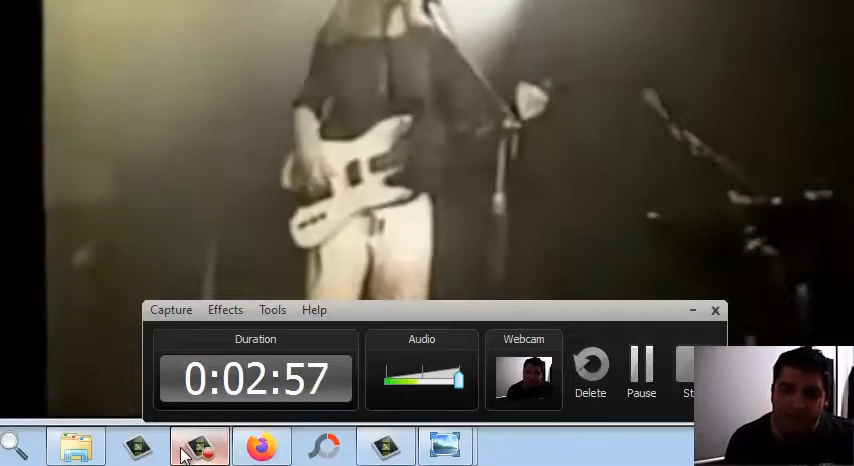 Capture Effects Tools Help
Duration Audio Webcam
0:02:57
Delete Pause